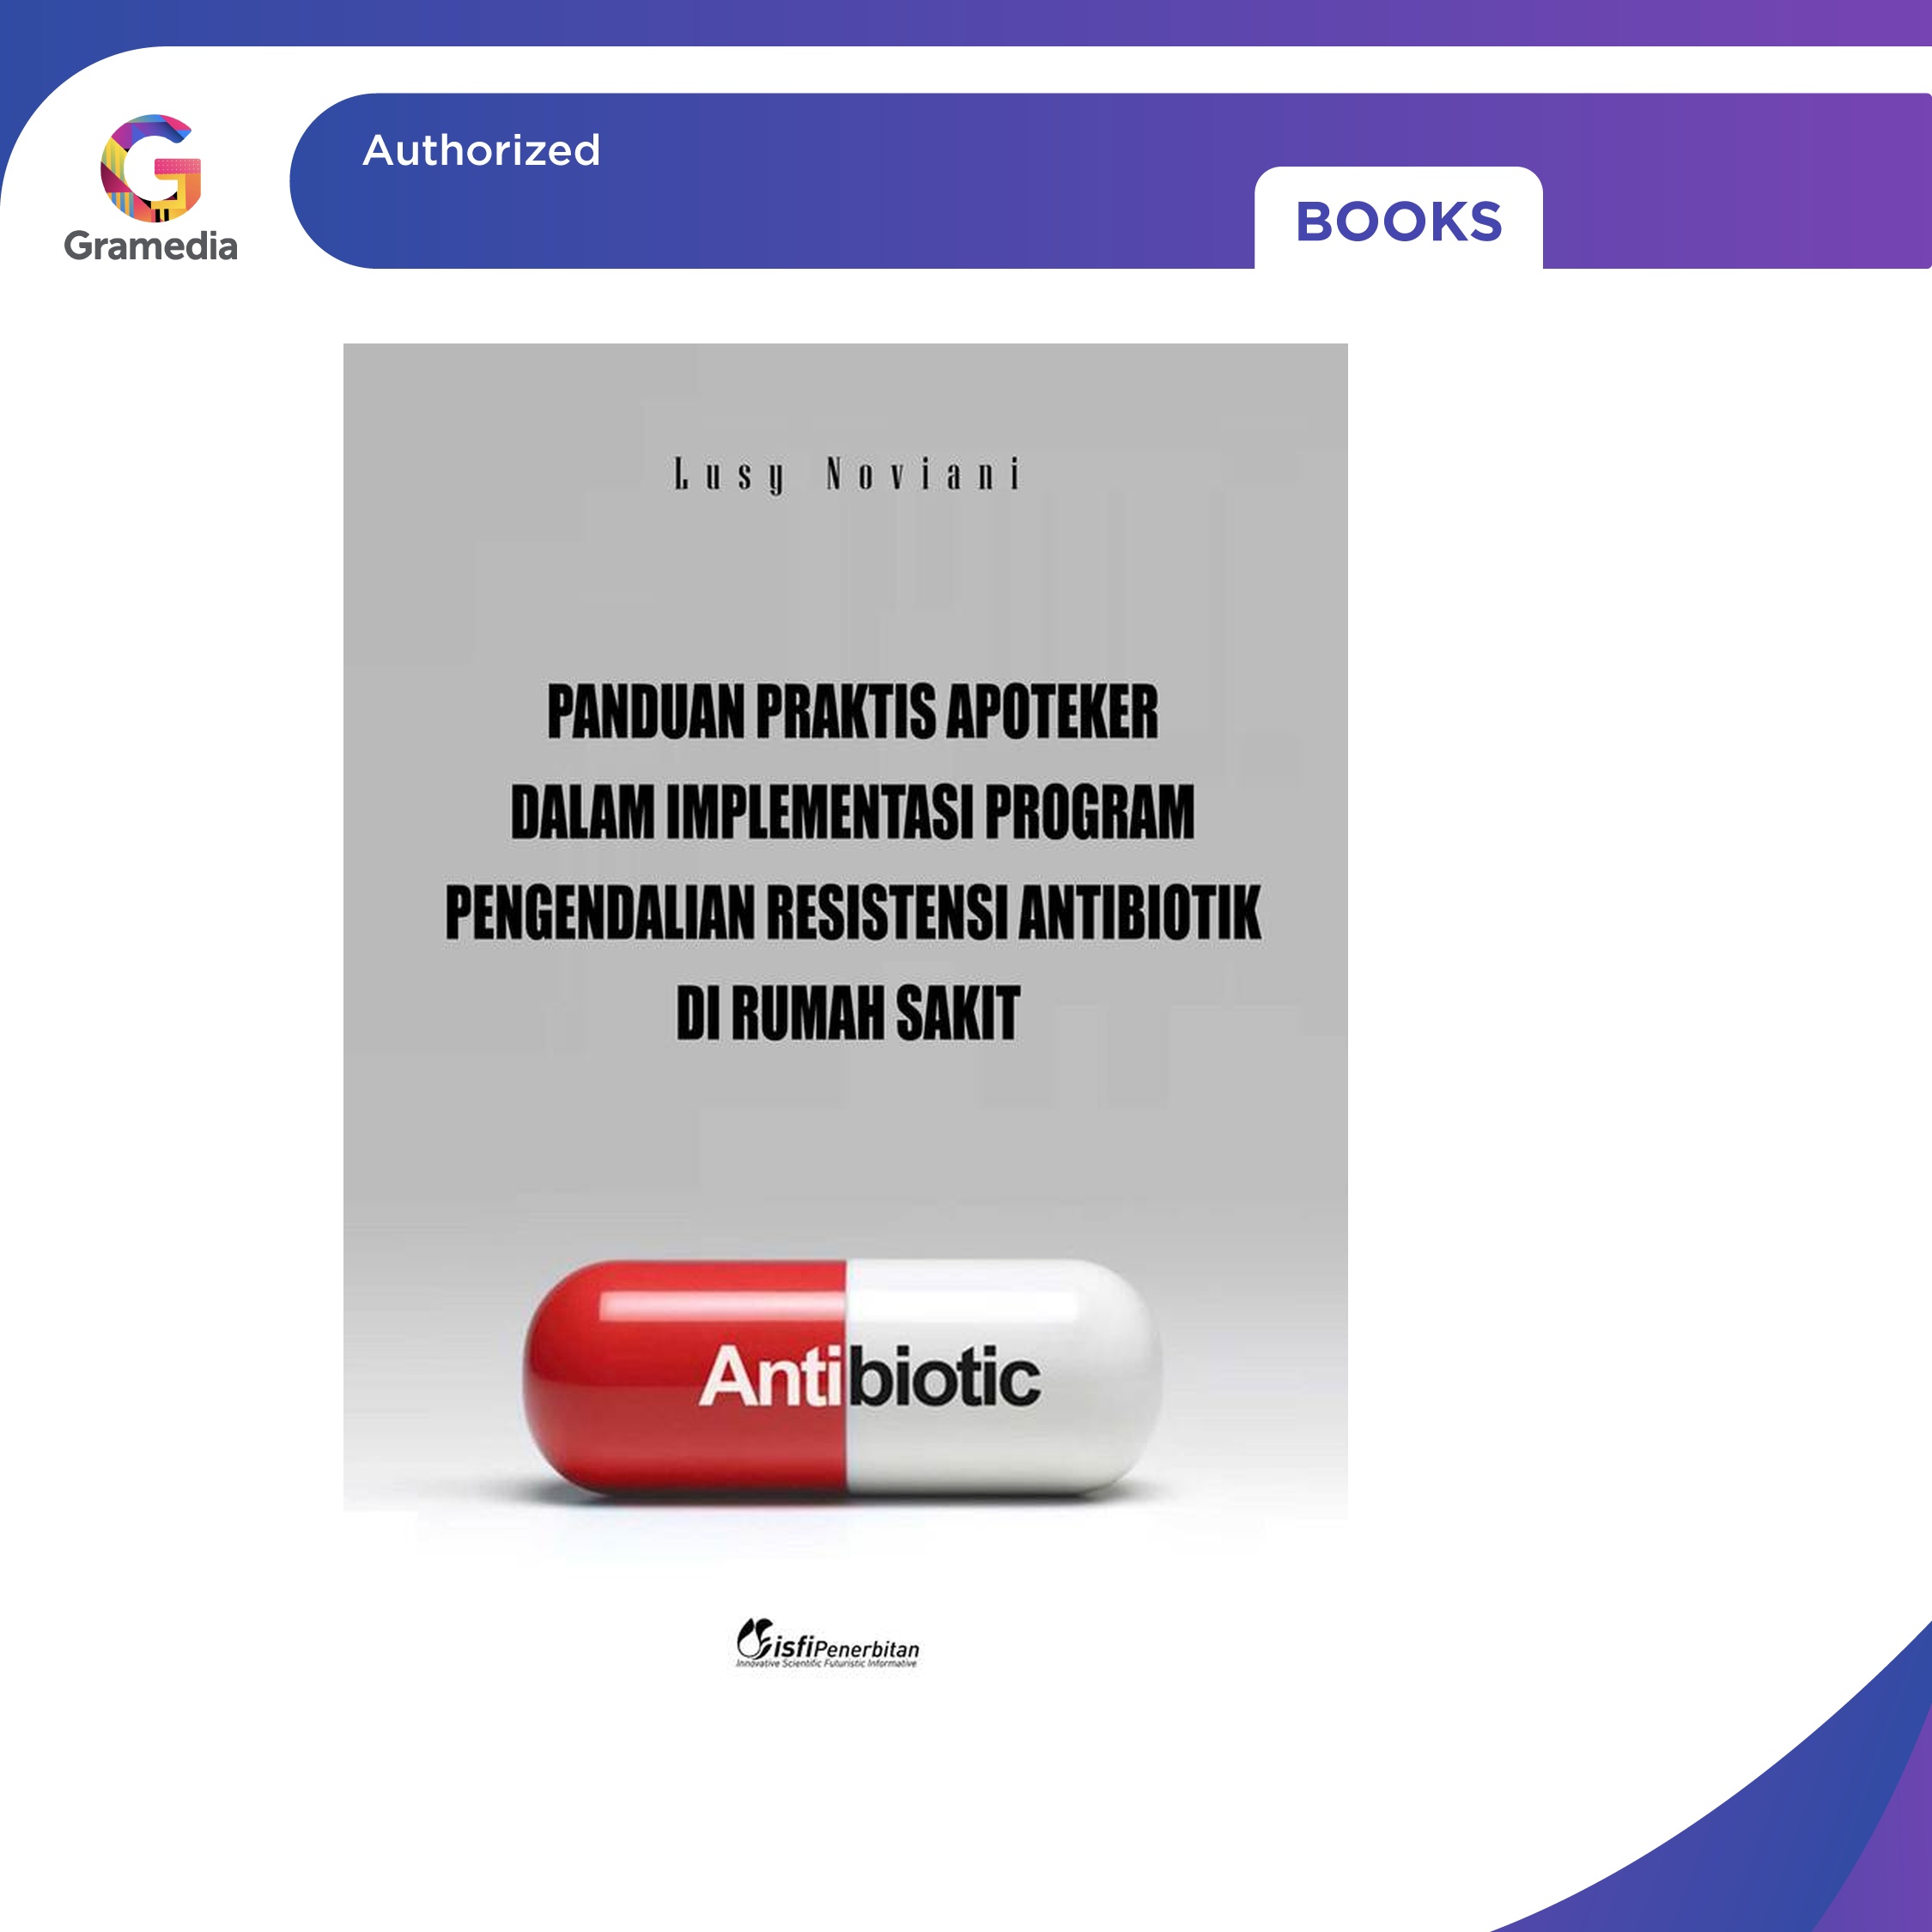 Gramedia
Authorized
BOOKS
Lusy Noviani
PANDUAN PRAKTIS APOTEKER
DALAM IMPLEMENTASI PROGRAM
PENGENDALIAN RESISTENSI ANTIBIOTIK
DI RUMAH SAKIT
Antibiotic
isfiPenerbitan
Innovative Scientific Futuristic Informative